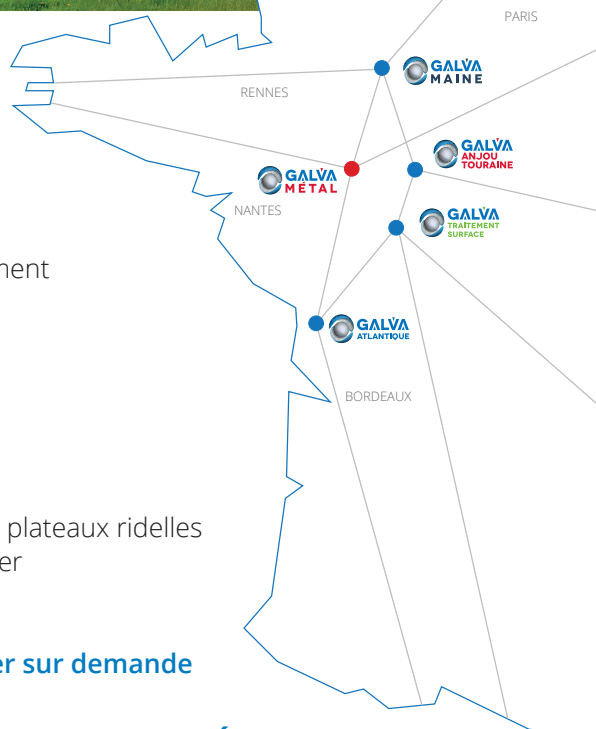 PARIS
GALVA
MAINE
RENNES
GALVA
ANJOU
TOURAINE
GALVA
MÉTAL
NANTES
GALVA
TRAITEMENT
SURFACE
ment
GALVA
ATLANTIQUE
BORDEAUX
plateaux ridelles
er
er sur demande